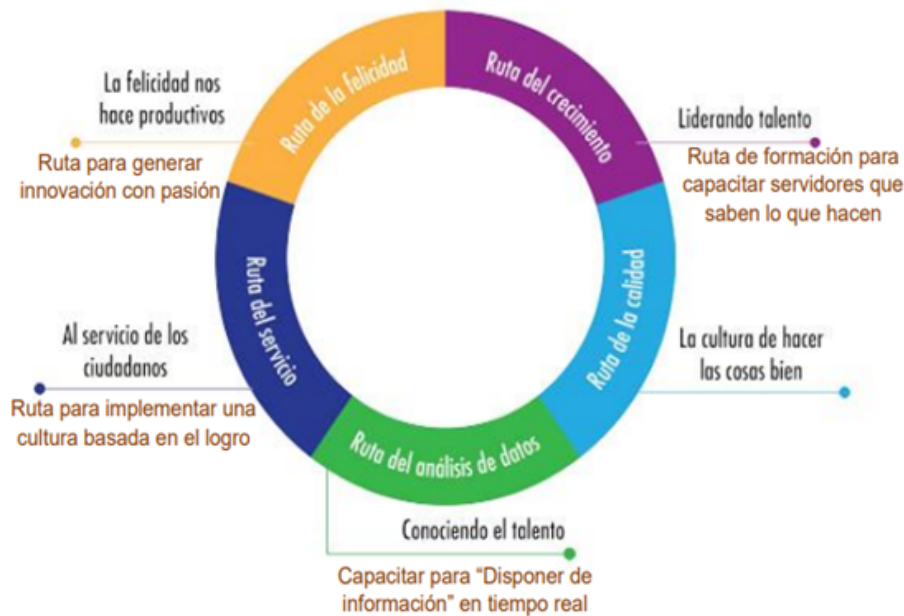 Ruta de la felicidad
Ruta del crecimiento
La felicidad nos
hace productivos
Ruta para generar
innovación con pasión
Liderando talento
Ruta de formación para
capacitar servidores que
saben lo que hacen
Ruta del servicio
Ruta de la calidad
Al servicio de los
ciudadanos
Ruta para implementar una
cultura basada en el logro
La cultura de hacer
las cosas bien
Ruta del análisis de datos
Conociendo el talento
Capacitar para “Disponer de
información” en tiempo real